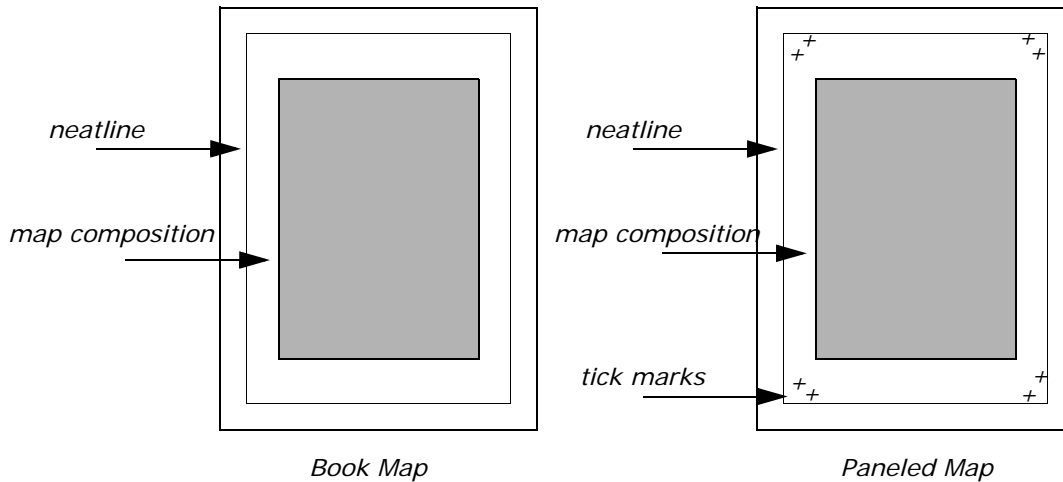 neatline
map composition
Book Map
neatline
map composition
tick marks
Paneled Map